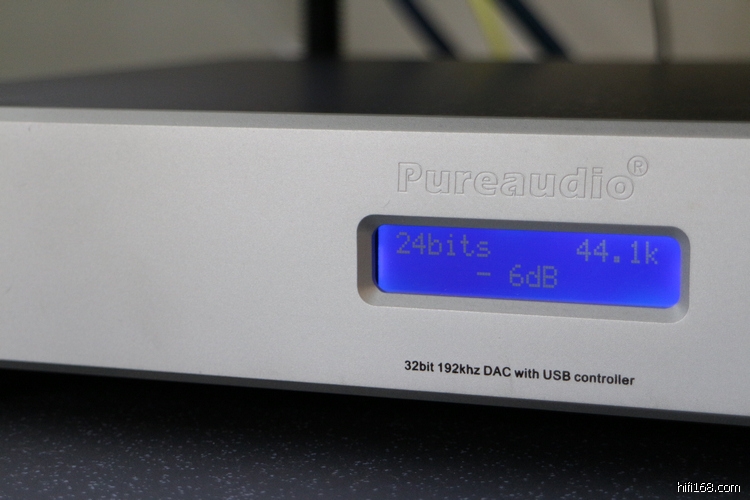 Pureaudio®
24bits 44.1k
- 6dB
32bit 192khz DAC with USB controller
hifi168.com